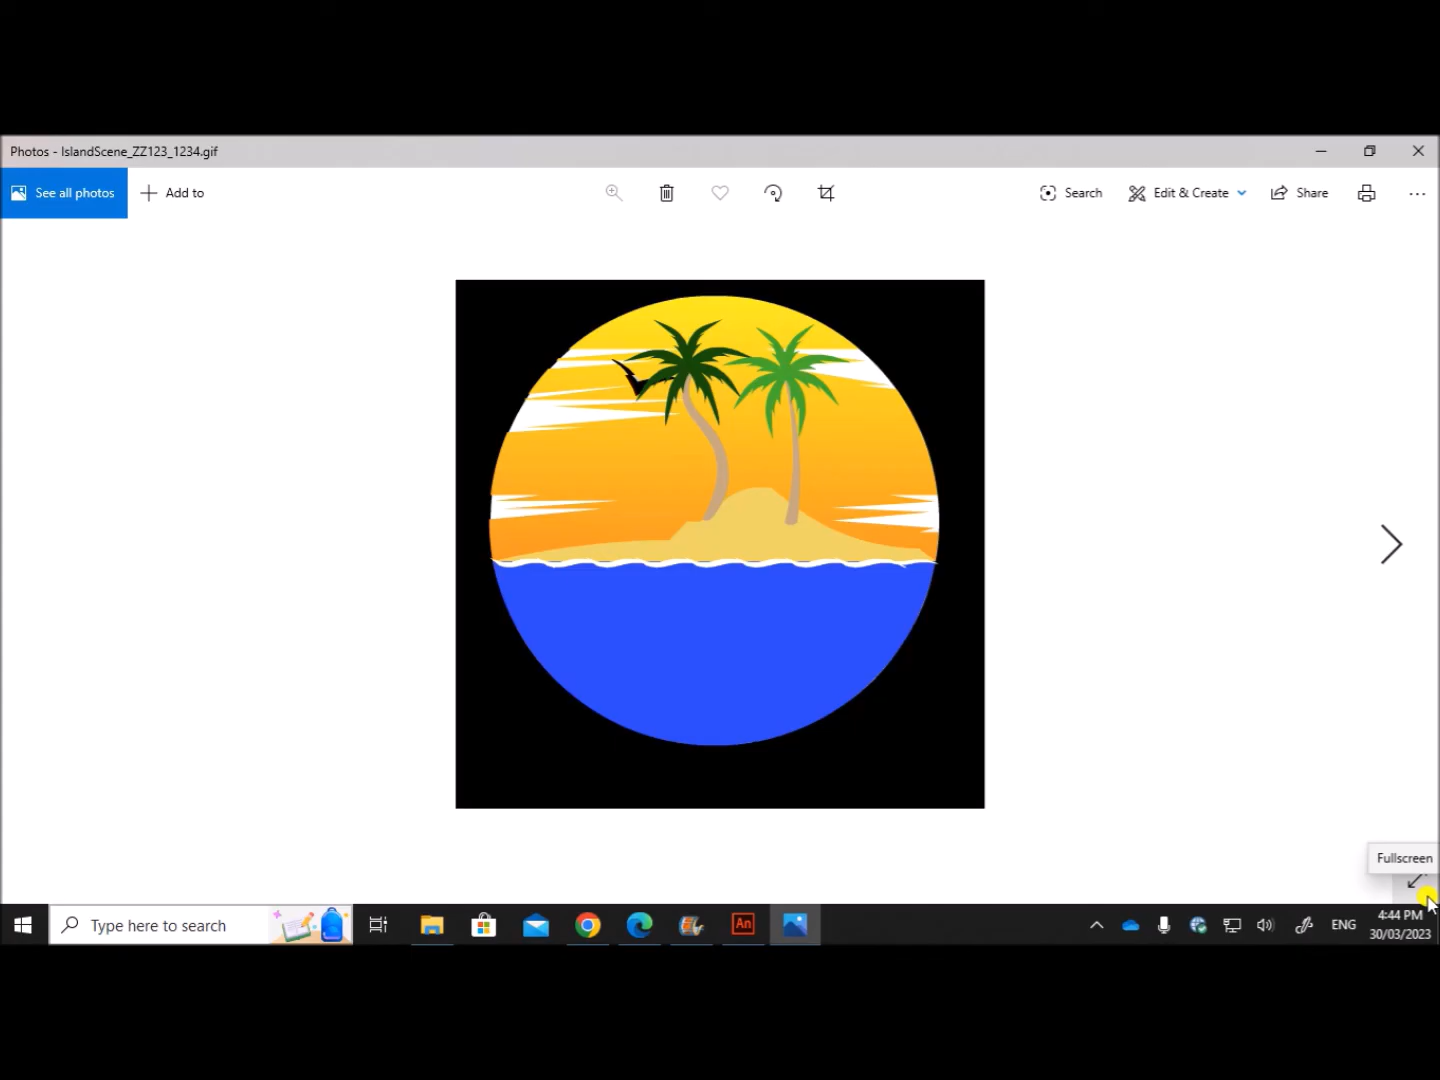 Photos - IslandScene_ZZ123_1234.gif
See all photos
Add to
Search
Edit & Create
Share
Fullscreen
Type here to search
An
ENG
4:44 PM
30/03/2023